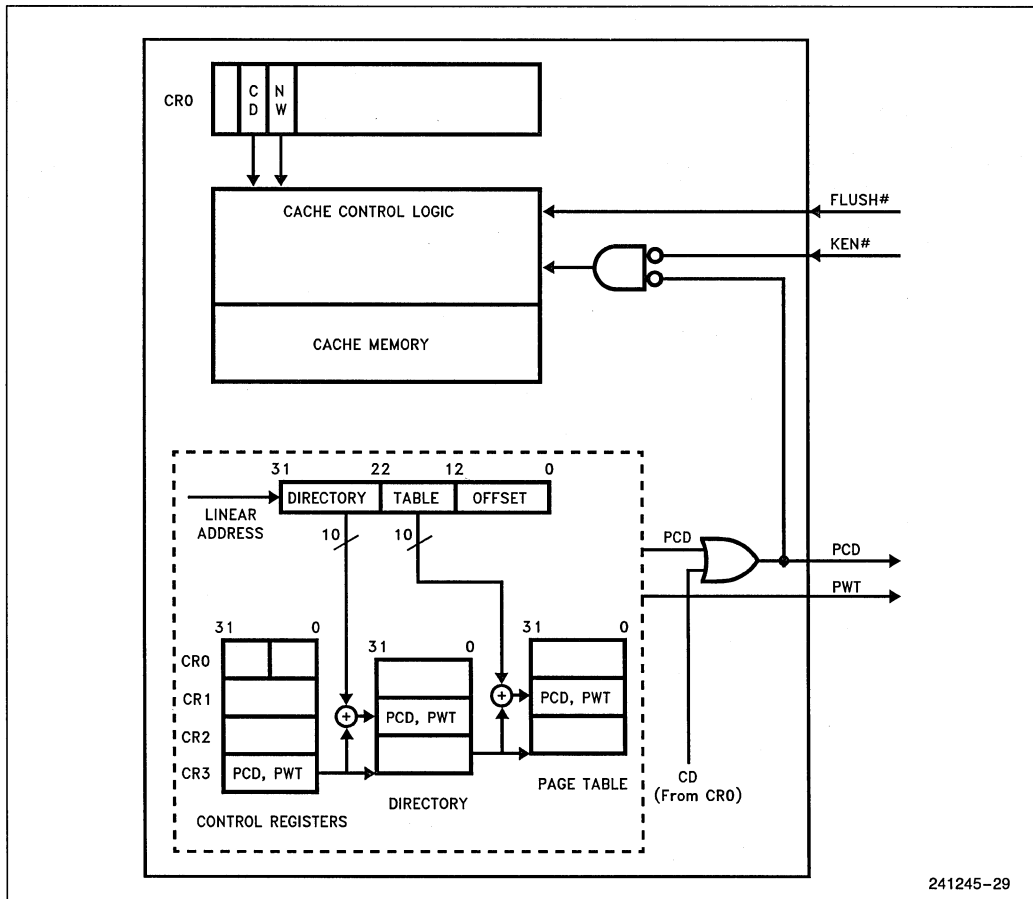 CR0
C D
N W
CACHE CONTROL LOGIC
FLUSH#
KEN#
CACHE MEMORY
31 22 12 0
DIRECTORY TABLE OFFSET
LINEAR ADDRESS
10 10
PCD
PCD
PWT
31 0
31 0
31 0
CR0
CR1
PCD, PWT
PCD, PWT
CR2
CR3
PCD, PWT
PAGE TABLE
CD
(From CR0)
DIRECTORY
CONTROL REGISTERS
241245-29